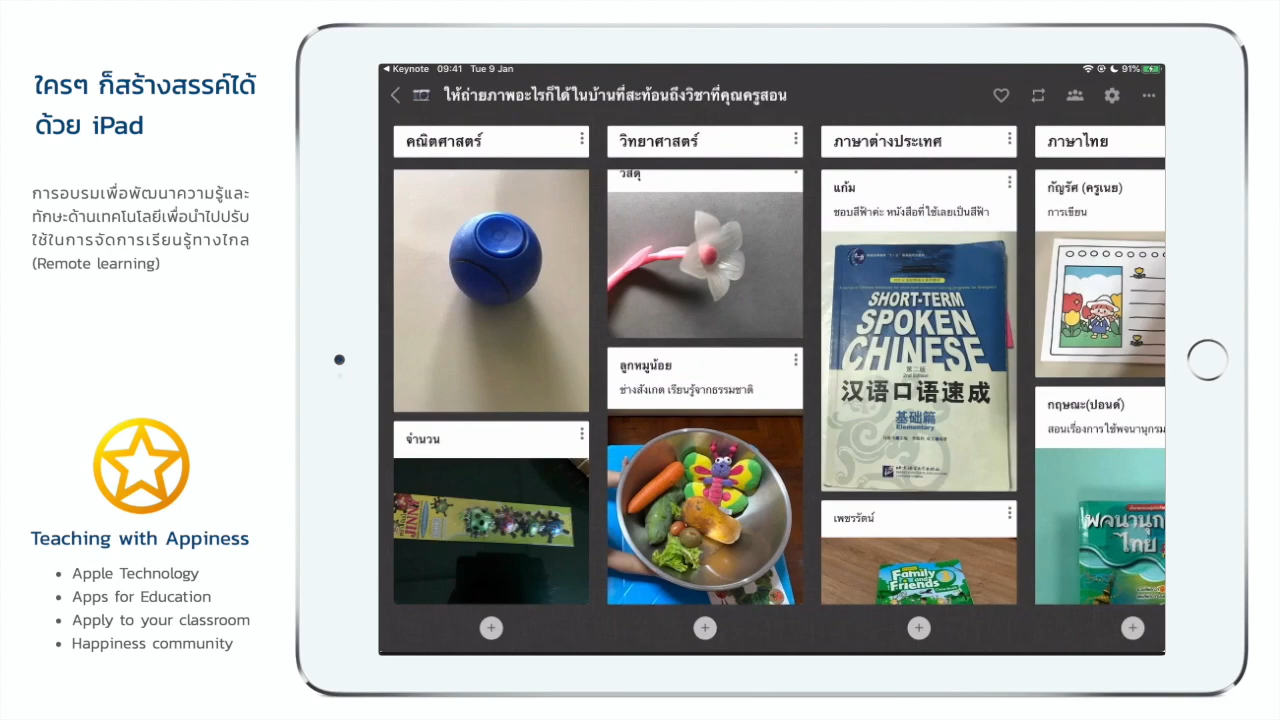 ใครๆ ก็สร้างสรรค์ได้
ด้วย iPad
การอบรมเพื่อพัฒนาความรู้และ
ทักษะด้านเทคโนโลยีเพื่อนำไปปรับ
ใช้ในการจัดการเรียนรู้ทางไกล
(Remote learning)
Teaching with Appiness
• Apple Technology
• Apps for Education
• Apply to your classroom
• Happiness community
Keynote 09:41 Tue 9 Jan
91%
ให้ถ่ายภาพอะไรก็ได้ในบ้านที่สะท้อนถึงวิชาที่คุณครูสอน
คณิตศาสตร์
จำนวน
วิทยาศาสตร์
วัสดุ
ลูกหมูน้อย
ช่างสังเกต เรียนรู้จากธรรมชาติ
ภาษาต่างประเทศ
แก้ม
ชอบสีฟ้าค่ะ หนังสือที่ใช้เลยเป็นสีฟ้า
SHORT-TERM
SPOKEN
CHINESE
第二版
2nd Edition
汉语口语速成
基础篇
Elementary
เพชรรัตน์
Family
and
Friends
ภาษาไทย
กัญรัศ (ครูเนย)
การเขียน
กฤษณะ(ปอนด์)
สอนเรื่องการใช้พจนานุกรม
พจนานุก
ไทย